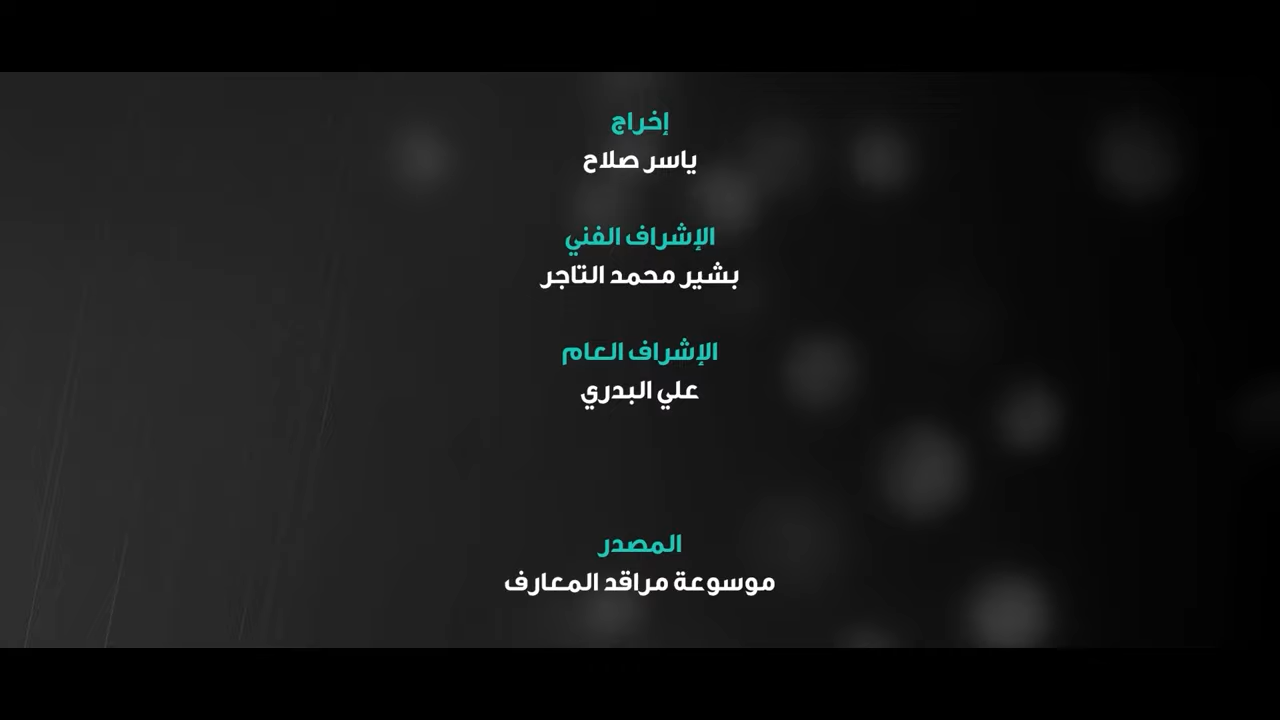 إخراج
ياسر صلاح
الإشراف الفني
بشير محمد التاجر
الإشراف العام
علي البدري
المصدر
موسوعة مراقد المعارف